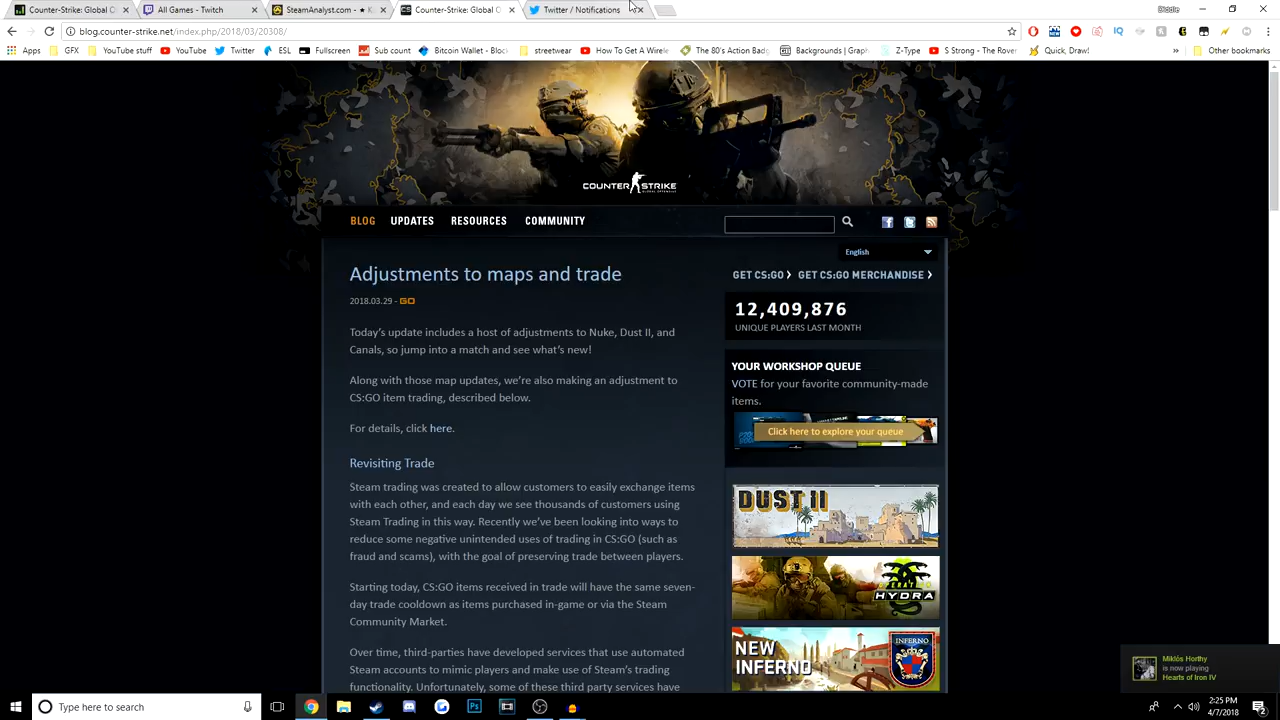 Counter-Strike: Global O
All Games - Twitch
SteamAnalyst.com - ★ K
Counter-Strike: Global O
Twitter / Notifications
blog.counter-strike.net/index.php/2018/03/20308/
Apps
GFX
YouTube stuff
YouTube
Twitter
ESL
Fullscreen
Sub count
Bitcoin Wallet - Block
streetwear
How To Get A Wirele
The 80's Action Badg
Backgrounds | Graph
Z-Type
S Strong - The Rover
Quick, Draw!
»
Other bookmarks
COUNTER STRIKE
BLOG
UPDATES
RESOURCES
COMMUNITY
English
Adjustments to maps and trade
2018.03.29 - GO
Today's update includes a host of adjustments to Nuke, Dust II, and
Canals, so jump into a match and see what's new!
Along with those map updates, we're also making an adjustment to
CS:GO item trading, described below.
For details, click here.
Revisiting Trade
Steam trading was created to allow customers to easily exchange items
with each other, and each day we see thousands of customers using
Steam Trading in this way. Recently we've been looking into ways to
reduce some negative unintended uses of trading in CS:GO (such as
fraud and scams), with the goal of preserving trade between players.
Starting today, CS:GO items received in trade will have the same seven-
day trade cooldown as items purchased in-game or via the Steam
Community Market.
Over time, third-parties have developed services that use automated
Steam accounts to mimic players and make use of Steam's trading
functionality. Unfortunately, some of these third party services have
GET CS:GO
GET CS:GO MERCHANDISE
12,409,876
UNIQUE PLAYERS LAST MONTH
YOUR WORKSHOP QUEUE
VOTE for your favorite community-made
items.
Click here to explore your queue
DUST II
OPERATION
HYDRA
NEW
INFERNO
INFERNO
Miklós Horthy
is now playing
Hearts of Iron IV
Type here to search
2:25 PM
4/7/2018